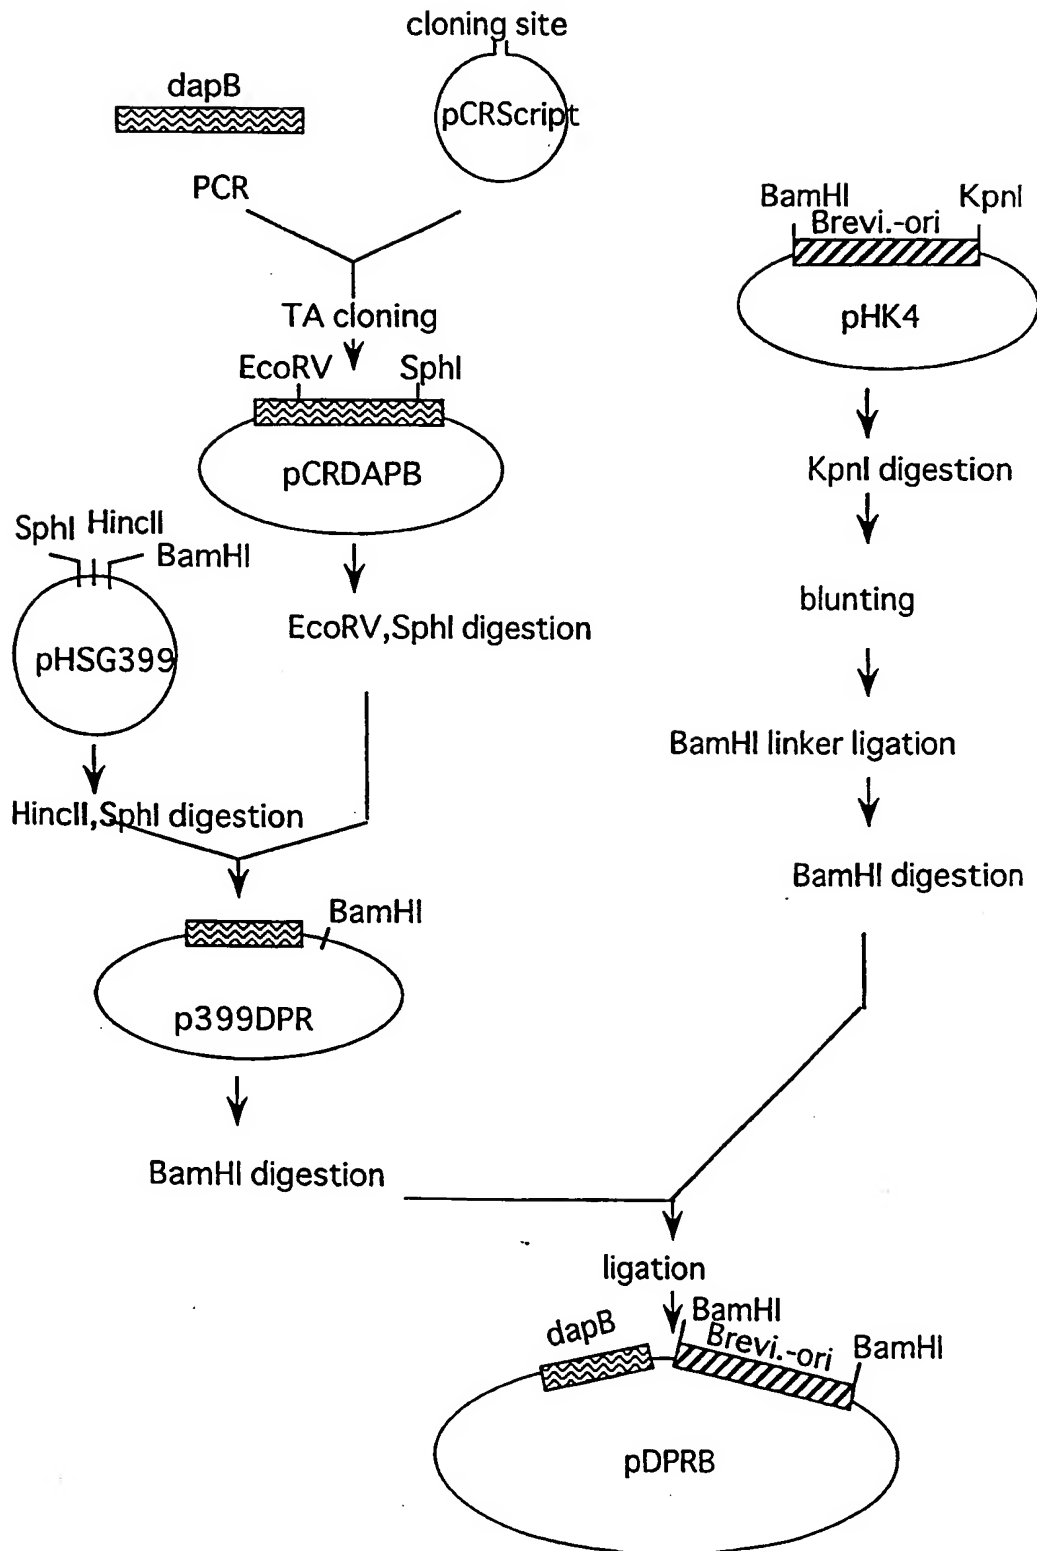 cloning site
dapB
pCRScript
PCR
TA cloning
EcoRV SphI
pCRDAPB
SphI HincII
BamHI
pHSG399
EcoRV,SphI digestion
HincII,SphI digestion
BamHI
p399DPR
BamHI digestion
BamHI KpnI
Brevi.-ori
pHK4
KpnI digestion
blunting
BamHI linker ligation
BamHI digestion
ligation
dapB
BamHI
Brevi.-ori
BamHI
pDPRB